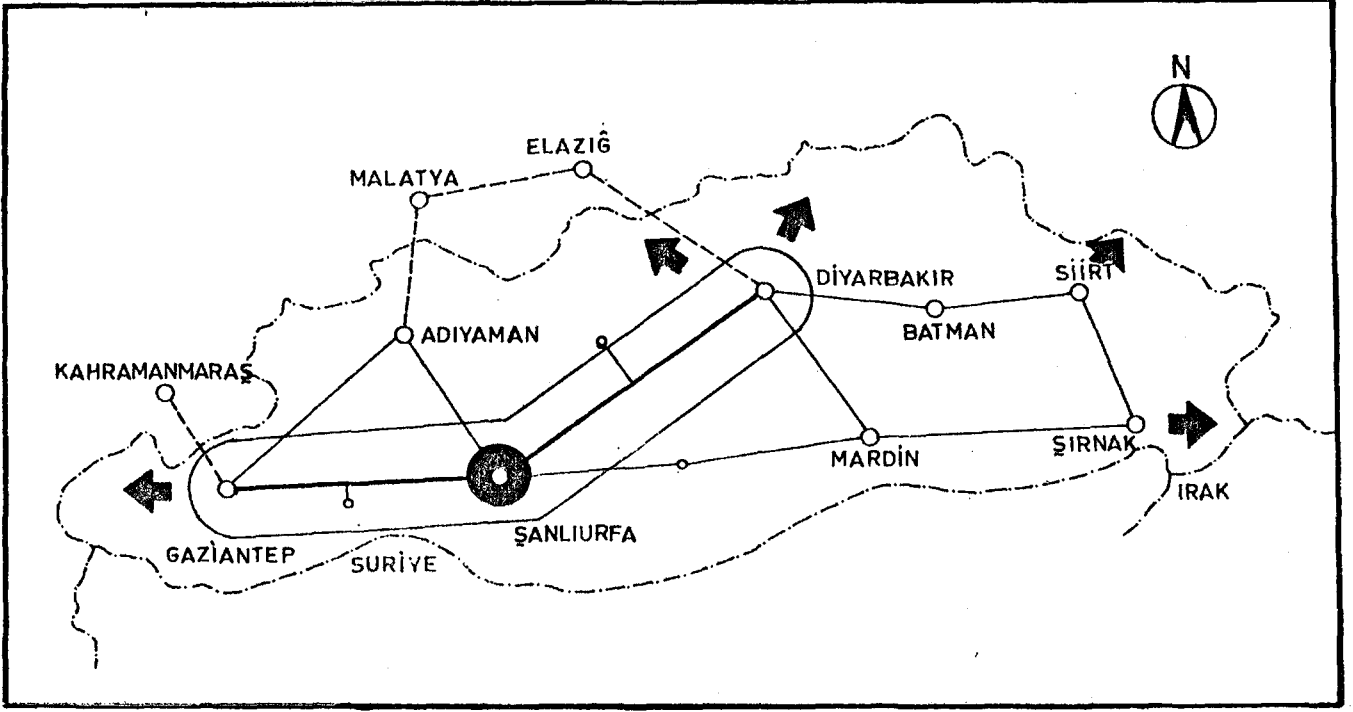 N
ELAZIĞ
MALATYA
DİYARBAKIR
SİİRT
BATMAN
ADIYAMAN
KAHRAMANMARAŞ
MARDİN
ŞIRNAK
IRAK
ŞANLIURFA
GAZİANTEP
SURİYE